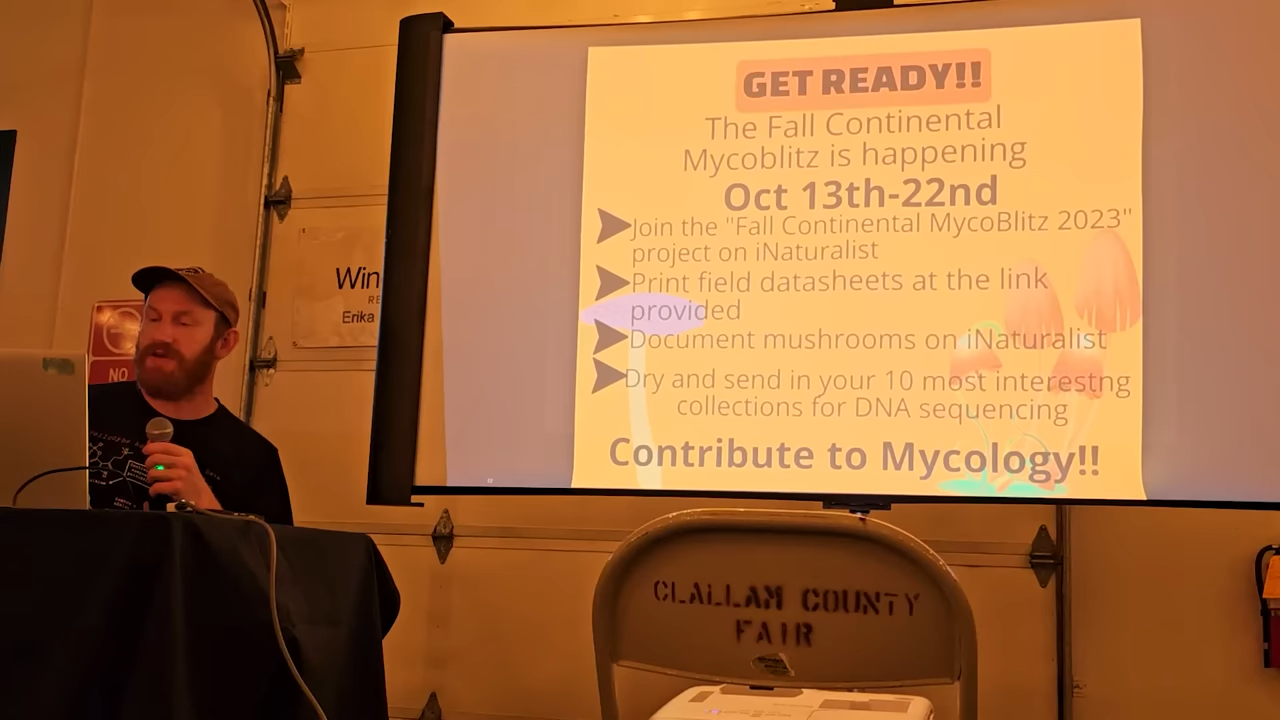 GET READY!!
The Fall Continental
Mycoblitz is happening
Oct 13th-22nd
Join the "Fall Continental MycoBlitz 2023"
project on iNaturalist
Print field datasheets at the link
provided
Document mushrooms on iNaturalist
Dry and send in your 10 most interestng
collections for DNA sequencing
Contribute to Mycology!!
Win
RE
Erika
NO
CLALLAM COUNTY
FAIR